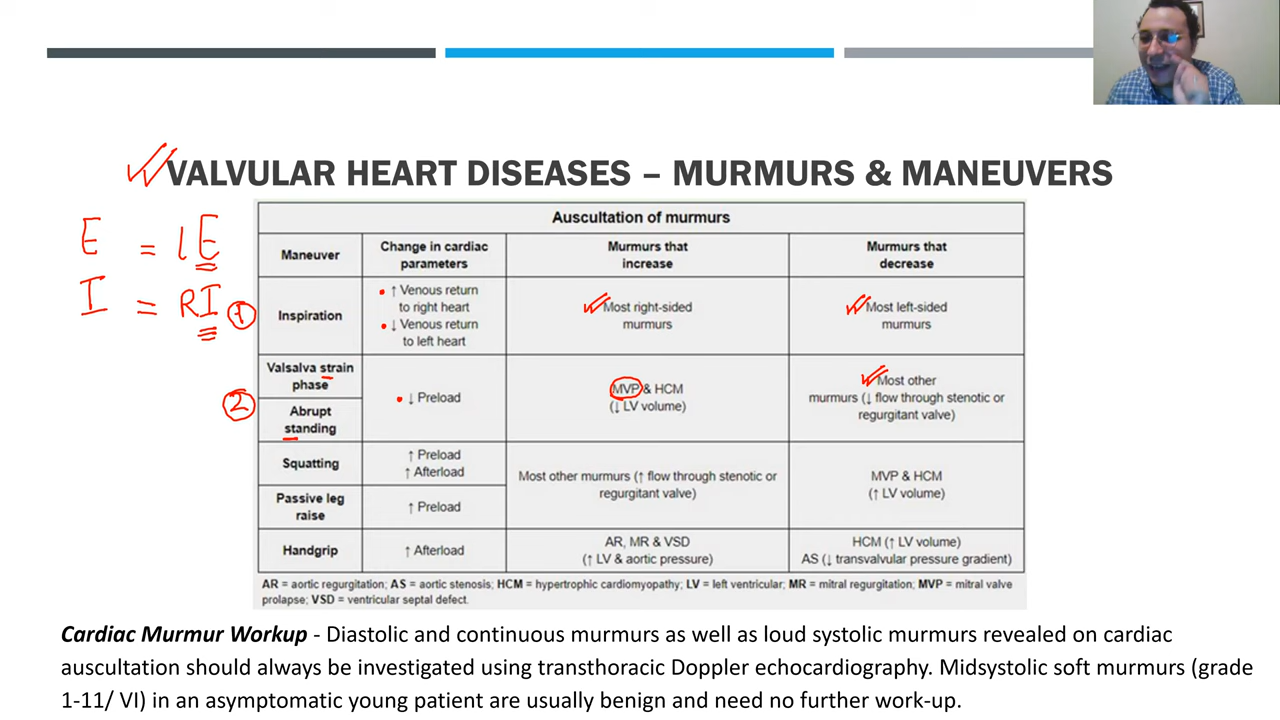 VALVULAR HEART DISEASES – MURMURS & MANEUVERS
E = lE
I = RI
1
2
Auscultation of murmurs
Maneuver
Change in cardiac
parameters
Murmurs that
increase
Murmurs that
decrease
Inspiration
↑ Venous return
to right heart
↓ Venous return
to left heart
Most right-sided
murmurs
Most left-sided
murmurs
Valsalva strain
phase
Abrupt
standing
↓ Preload
MVP & HCM
(↓ LV volume)
Most other
murmurs (↓ flow through stenotic or
regurgitant valve)
Squatting
↑ Preload
↑ Afterload
Passive leg
raise
↑ Preload
Most other murmurs (↑ flow through stenotic or
regurgitant valve)
MVP & HCM
(↑ LV volume)
Handgrip
↑ Afterload
AR, MR & VSD
(↑ LV & aortic pressure)
HCM (↑ LV volume)
AS (↓ transvalvular pressure gradient)
AR = aortic regurgitation; AS = aortic stenosis; HCM = hypertrophic cardiomyopathy; LV = left ventricular; MR = mitral regurgitation; MVP = mitral valve
prolapse; VSD = ventricular septal defect.
Cardiac Murmur Workup - Diastolic and continuous murmurs as well as loud systolic murmurs revealed on cardiac
auscultation should always be investigated using transthoracic Doppler echocardiography. Midsystolic soft murmurs (grade
1-11/ VI) in an asymptomatic young patient are usually benign and need no further work-up.